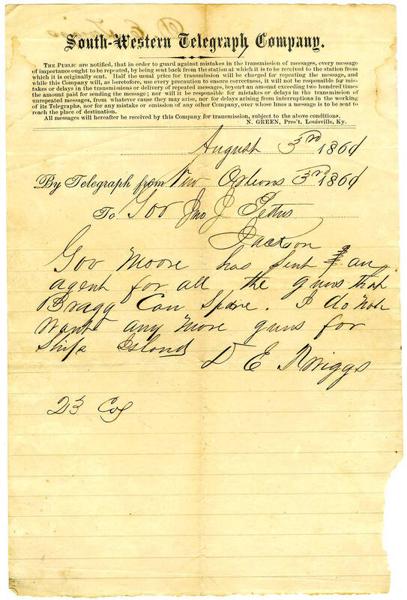 South-Western Telegraph Company.
THE PUBLIC are notified, that in order to guard against mistakes in the transmission of messages, every message
of importance ought to be repeated, by being sent back from the station at which it is to be received to the station from
which it is originally sent. Half the usual price for transmission will be charged for repeating the message, and
while this Company will, as heretofore, use every precaution to ensure correctness, it will not be responsible for mis-
takes or delays in the transmissions or delivery of repeated messages, beyond an amount exceeding two hundred times
the amount paid for sending the message; nor will it be responsible for mistakes or delays in the transmission of
unrepeated messages, from whatever cause they may arise, nor for delays arising from interruptions in the working
of its Telegraphs, nor for any mistake or omission of any other Company, over whose lines a message is to be sent to
reach the place of destination.
All messages will hereafter be received by this Company for transmission, subject to the above conditions.
N. GREEN, Pres't, Louisville, Ky.
August 3rd 1861
By Telegraph from New Orleans 3rd 1861
To Gov Jno J Pettus
Jackson
Gov Moore has sent an
agent for all the guns that
Bragg Can Spare. I do not
want any more guns for
Ship Island
D E Twiggs
23 Col